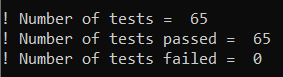 ! Number of tests =  65
! Number of tests passed =  65
! Number of tests failed =  0